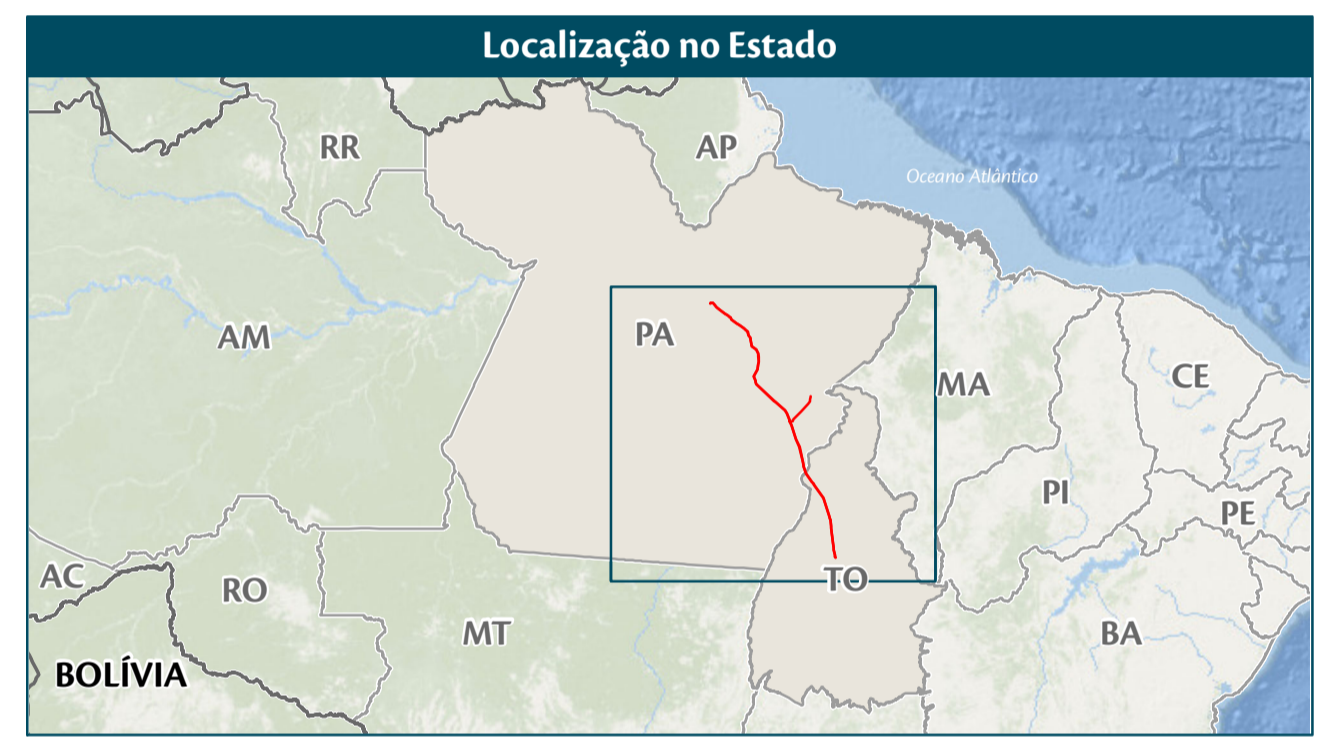 Localização no Estado
RR
AP
Oceano Atlântico
AM
PA
MA
CE
PI
PE
AC
RO
TO
MT
BA
BOLÍVIA